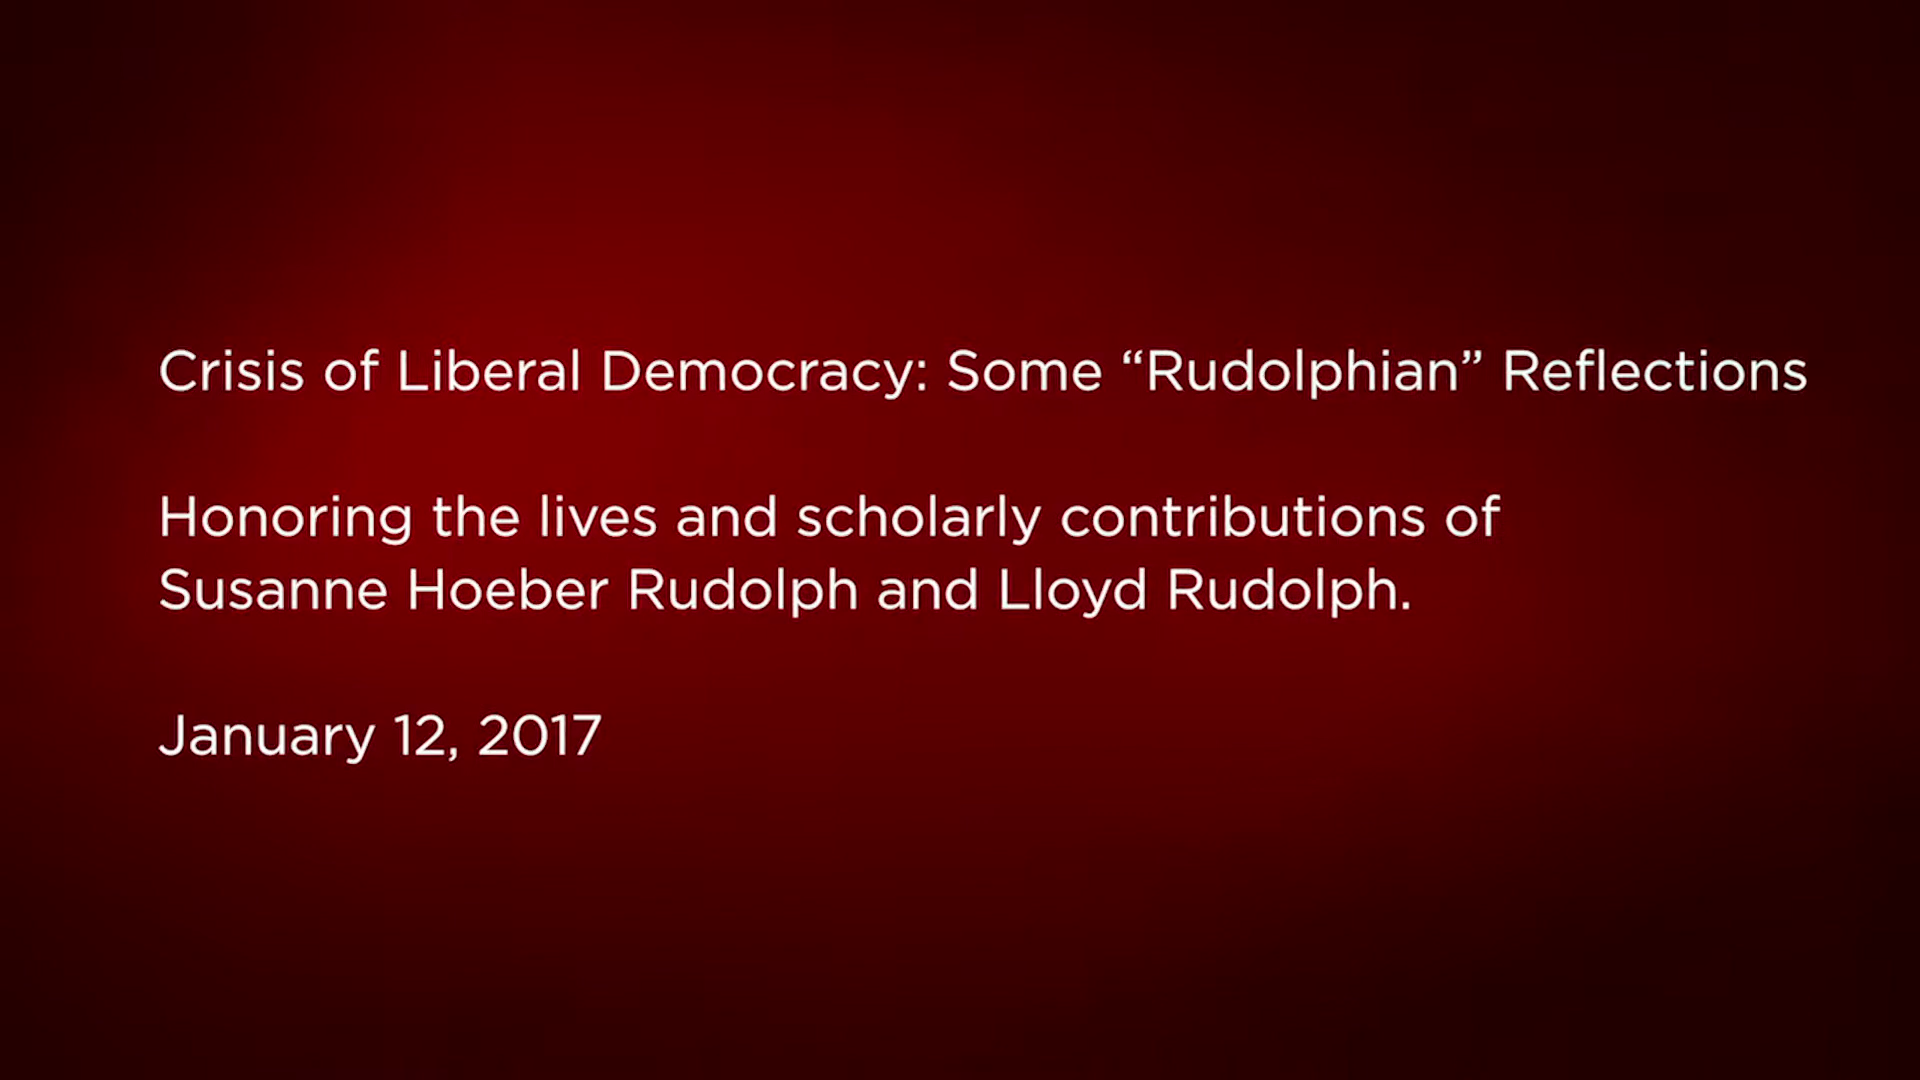 Crisis of Liberal Democracy: Some “Rudolphian” Reflections
Honoring the lives and scholarly contributions of
Susanne Hoeber Rudolph and Lloyd Rudolph.
January 12, 2017